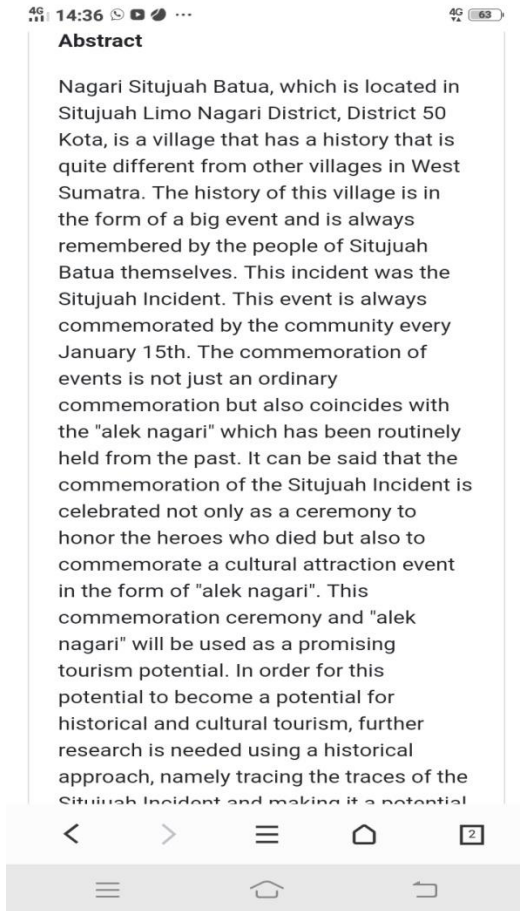 4G 14:36 4G 63
Abstract
Nagari Situjuah Batua, which is located in
Situjuah Limo Nagari District, District 50
Kota, is a village that has a history that is
quite different from other villages in West
Sumatra. The history of this village is in
the form of a big event and is always
remembered by the people of Situjuah
Batua themselves. This incident was the
Situjuah Incident. This event is always
commemorated by the community every
January 15th. The commemoration of
events is not just an ordinary
commemoration but also coincides with
the "alek nagari" which has been routinely
held from the past. It can be said that the
commemoration of the Situjuah Incident is
celebrated not only as a ceremony to
honor the heroes who died but also to
commemorate a cultural attraction event
in the form of "alek nagari". This
commemoration ceremony and "alek
nagari" will be used as a promising
tourism potential. In order for this
potential to become a potential for
historical and cultural tourism, further
research is needed using a historical
approach, namely tracing the traces of the
Situjuah Incident and making it a potential
2